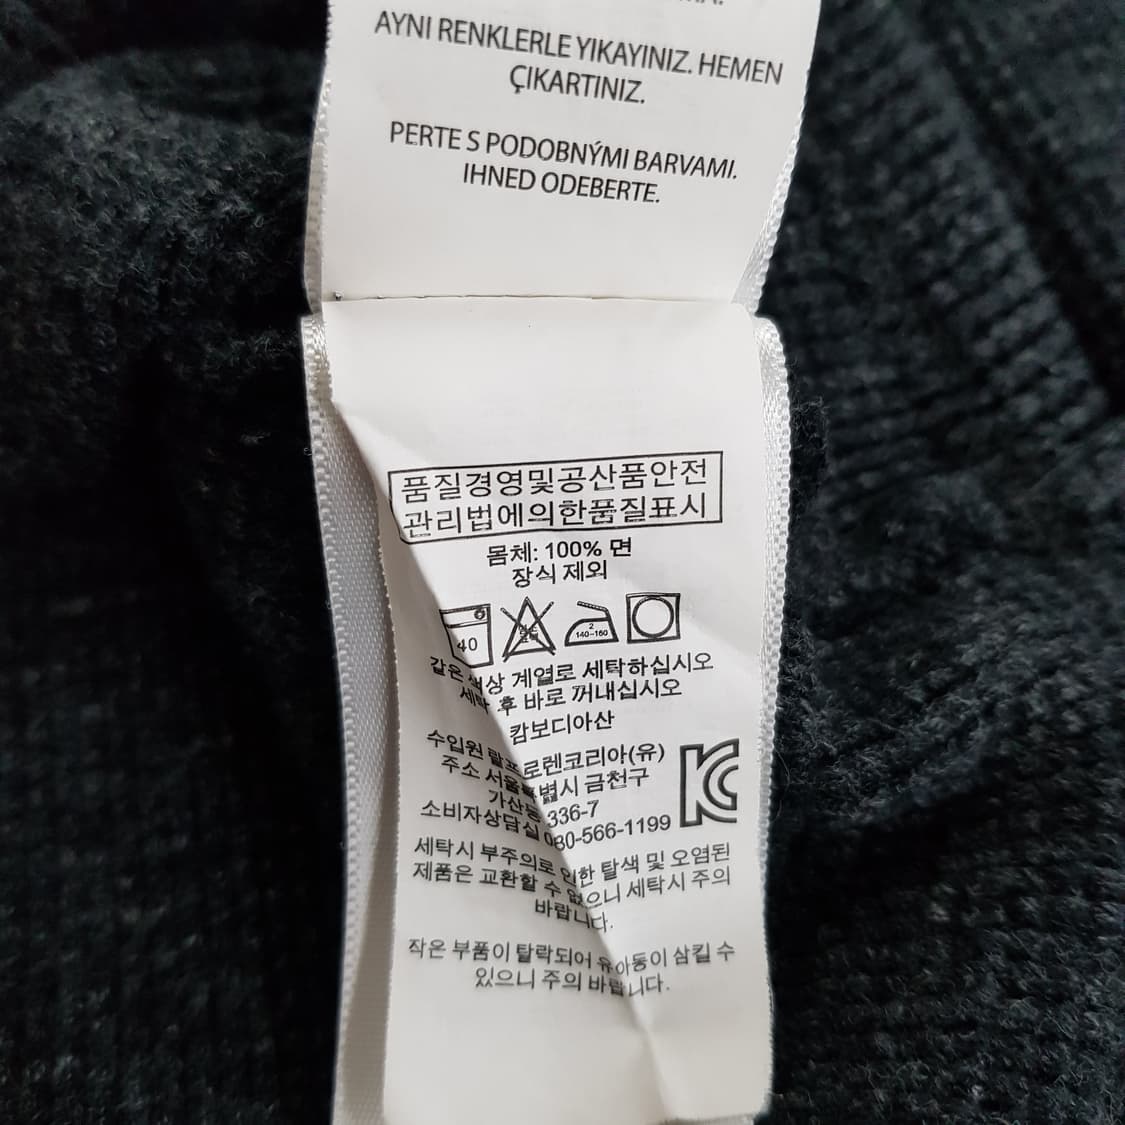 AYNI RENKLERLE YIKAYINIZ. HEMEN
ÇIKARTINIZ.
PERTE S PODOBNÝMI BARVAMI.
IHNED ODEBERTE.
품질경영및공산품안전
관리법에의한품질표시
몸체: 100% 면
장식 제외
40
2
140-160
같은 색상 계열로 세탁하십시오
세탁 후 바로 꺼내십시오
캄보디아산
수입원 랄프로렌코리아(유)
주소 서울특별시 금천구
가산동 336-7
소비자상담실 080-566-1199
세탁시 부주의로 인한 탈색 및 오염된
제품은 교환할 수 없으니 세탁시 주의
바랍니다.
작은 부품이 탈락되어 유아동이 삼킬 수
있으니 주의 바랍니다.